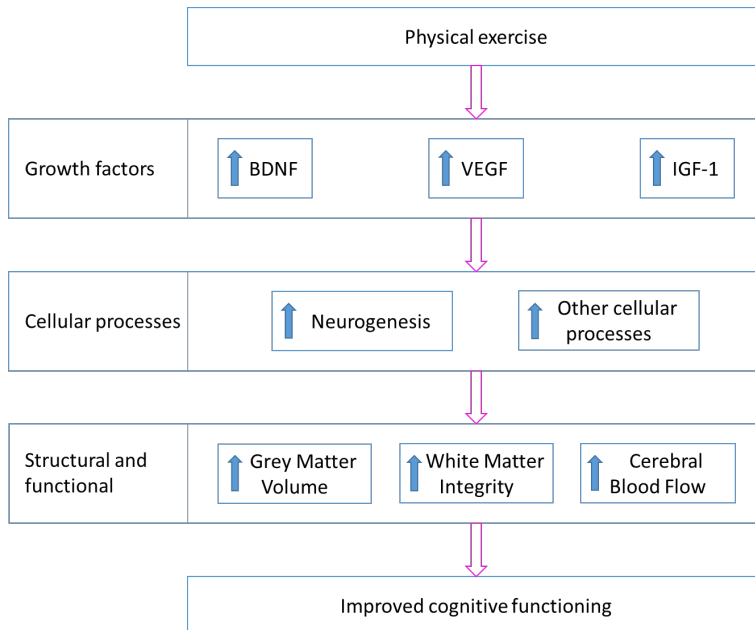 Physical exercise
Growth factors
BDNF
VEGF
IGF-1
Cellular processes
Neurogenesis
Other cellular
processes
Structural and
functional
Grey Matter
Volume
White Matter
Integrity
Cerebral
Blood Flow
Improved cognitive functioning